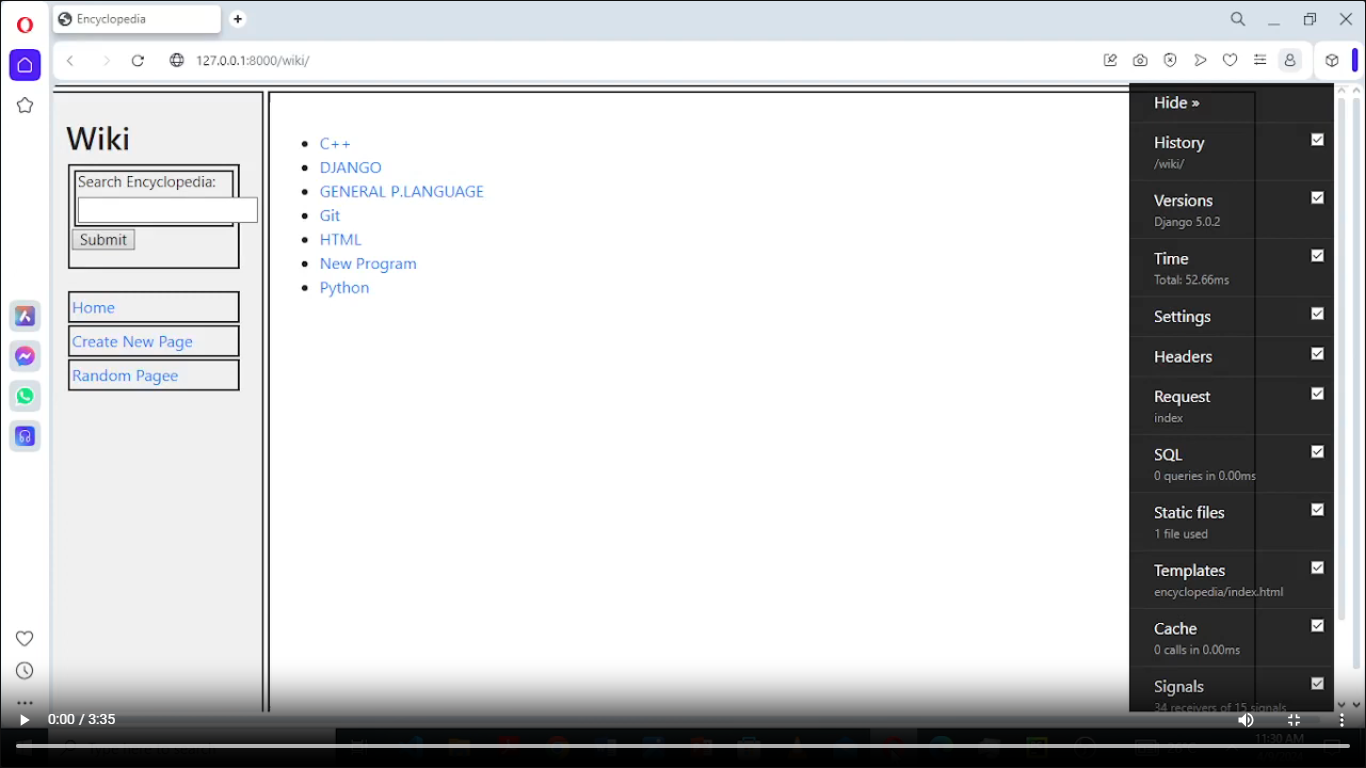 Encyclopedia
127.0.0.1:8000/wiki/
Wiki
Search Encyclopedia:
Submit
Home
Create New Page
Random Pagee
C++
DJANGO
GENERAL P.LANGUAGE
Git
HTML
New Program
Python
Hide »
History
/wiki/
Versions
Django 5.0.2
Time
Total: 52.66ms
Settings
Headers
Request
index
SQL
0 queries in 0.00ms
Static files
1 file used
Templates
encyclopedia/index.html
Cache
0 calls in 0.00ms
Signals
34 receivers of 15 signals
0:00 / 3:35
11:30 AM